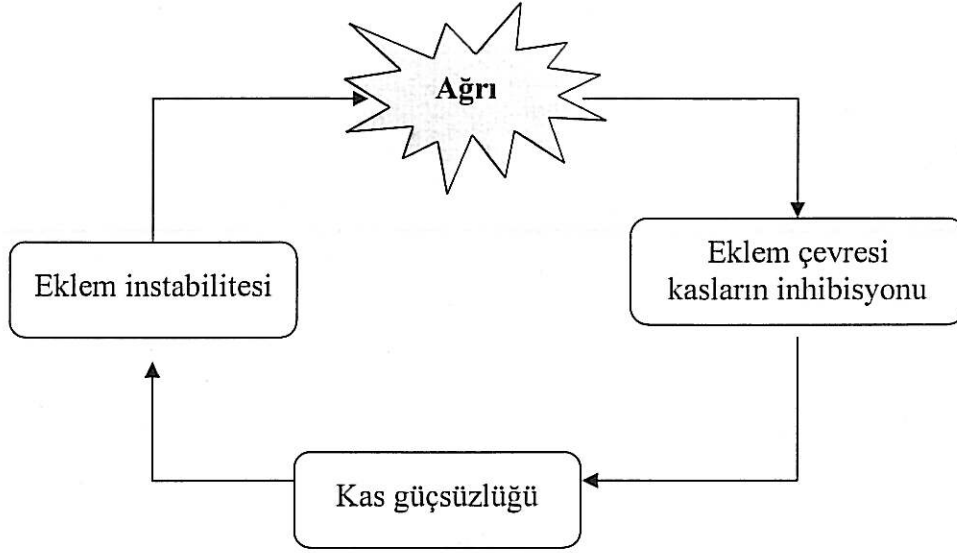 Ağrı
Eklem çevresi
kasların inhibisyonu
Eklem instabilitesi
Kas güçsüzlüğü